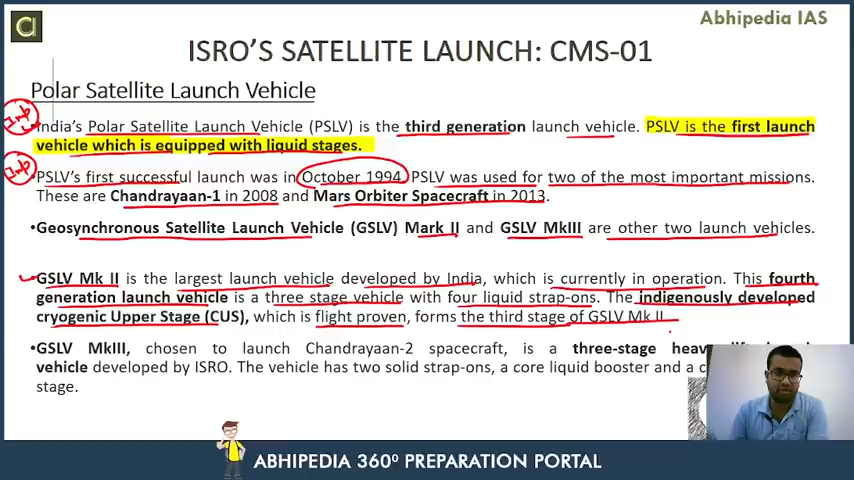 Abhipedia IAS
a
ISRO'S SATELLITE LAUNCH: CMS-01
Polar Satellite Launch Vehicle
Imp
•India's Polar Satellite Launch Vehicle (PSLV) is the third generation launch vehicle. PSLV is the first launch
vehicle which is equipped with liquid stages.
Imp
•PSLV's first successful launch was in October 1994. PSLV was used for two of the most important missions.
These are Chandrayaan-1 in 2008 and Mars Orbiter Spacecraft in 2013.
•Geosynchronous Satellite Launch Vehicle (GSLV) Mark II and GSLV MkIII are other two launch vehicles.
•GSLV Mk II is the largest launch vehicle developed by India, which is currently in operation. This fourth
generation launch vehicle is a three stage vehicle with four liquid strap-ons. The indigenously developed
cryogenic Upper Stage (CUS), which is flight proven, forms the third stage of GSLV Mk II.
•GSLV MkIII, chosen to launch Chandrayaan-2 spacecraft, is a three-stage
vehicle developed by ISRO. The vehicle has two solid strap-ons, a core liquid booster and a
stage.
ABHIPEDIA 360⁰ PREPARATION PORTAL